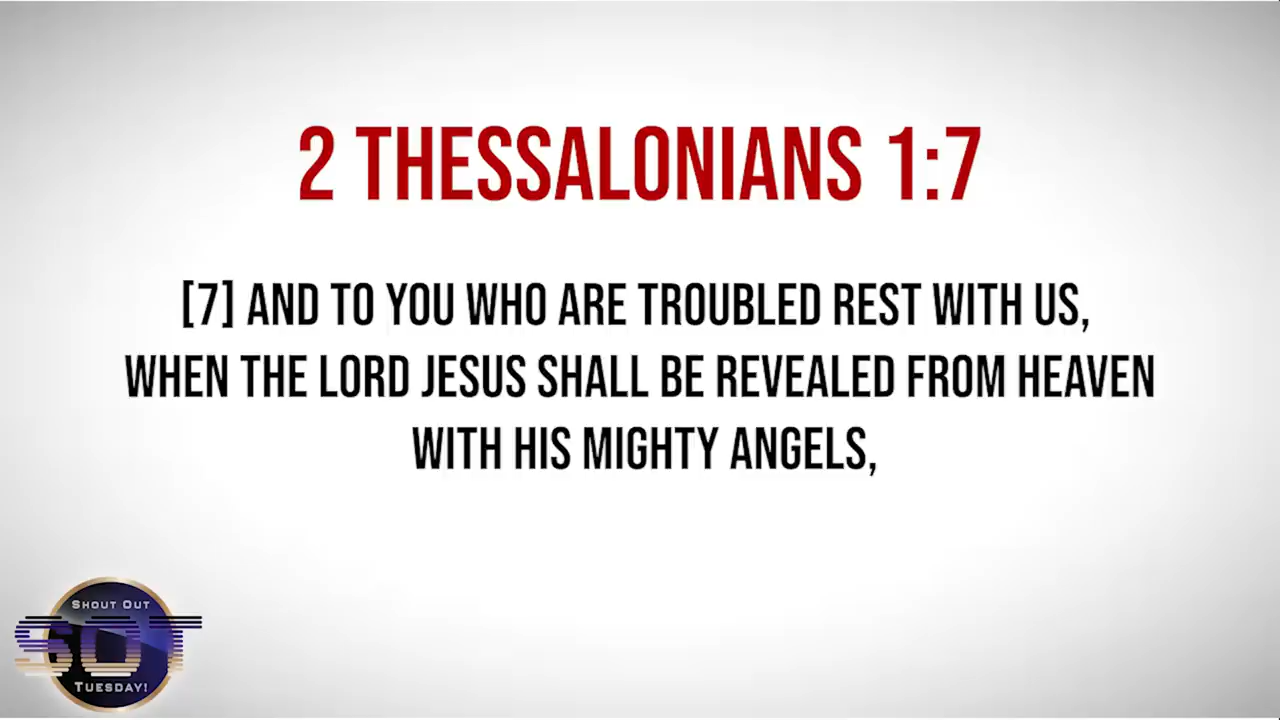 2 THESSALONIANS 1:7
[7] AND TO YOU WHO ARE TROUBLED REST WITH US,
WHEN THE LORD JESUS SHALL BE REVEALED FROM HEAVEN
WITH HIS MIGHTY ANGELS,
SHOUT OUT
SOT
TUESDAY!